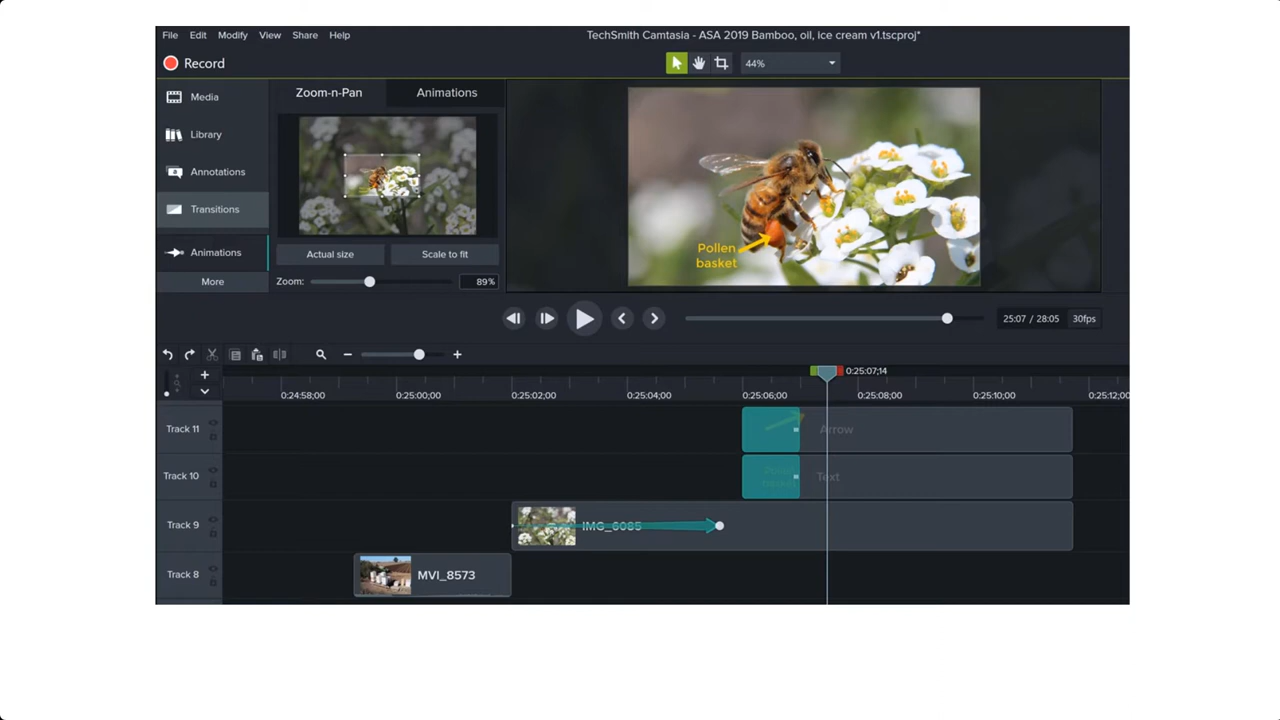 File Edit Modify View Share Help
TechSmith Camtasia - ASA 2019 Bamboo, oil, ice cream v1.tscproj*
Record
44%
Media
Library
Annotations
Transitions
Animations
More
Zoom-n-Pan
Animations
Actual size
Scale to fit
Zoom:
89%
Pollen
basket
25:07 / 28:05
30fps
0:25:07;14
0:24:58;00 0:25:00;00 0:25:02;00 0:25:04;00 0:25:06;00 0:25:08;00 0:25:10;00 0:25:12;00
Track 11
Arrow
Track 10
Pollen
basket
Text
Track 9
IMG_6085
Track 8
MVI_8573